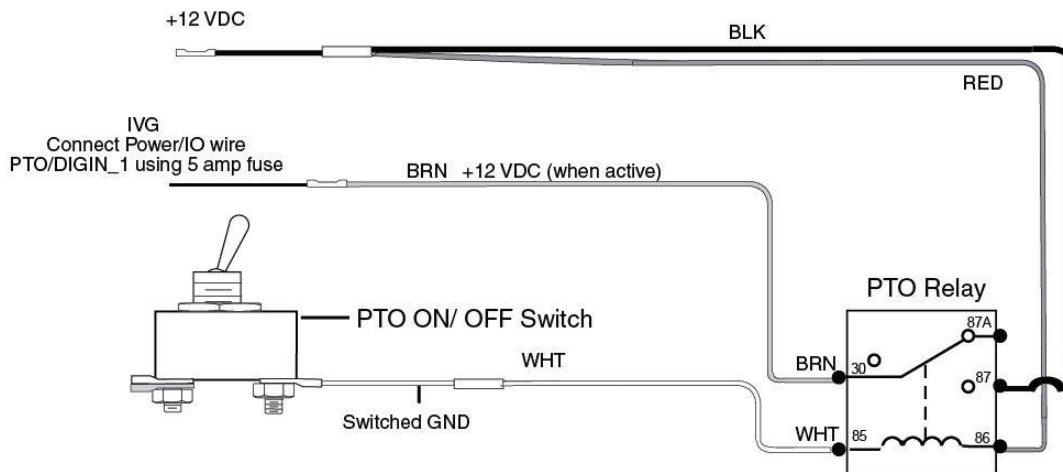 +12 VDC
BLK
RED
IVG
Connect Power/IO wire
PTO/DIGIN_1 using 5 amp fuse
BRN +12 VDC (when active)
PTO Relay
PTO ON/ OFF Switch
87A
WHT
BRN
30
87
Switched GND
WHT
85
86